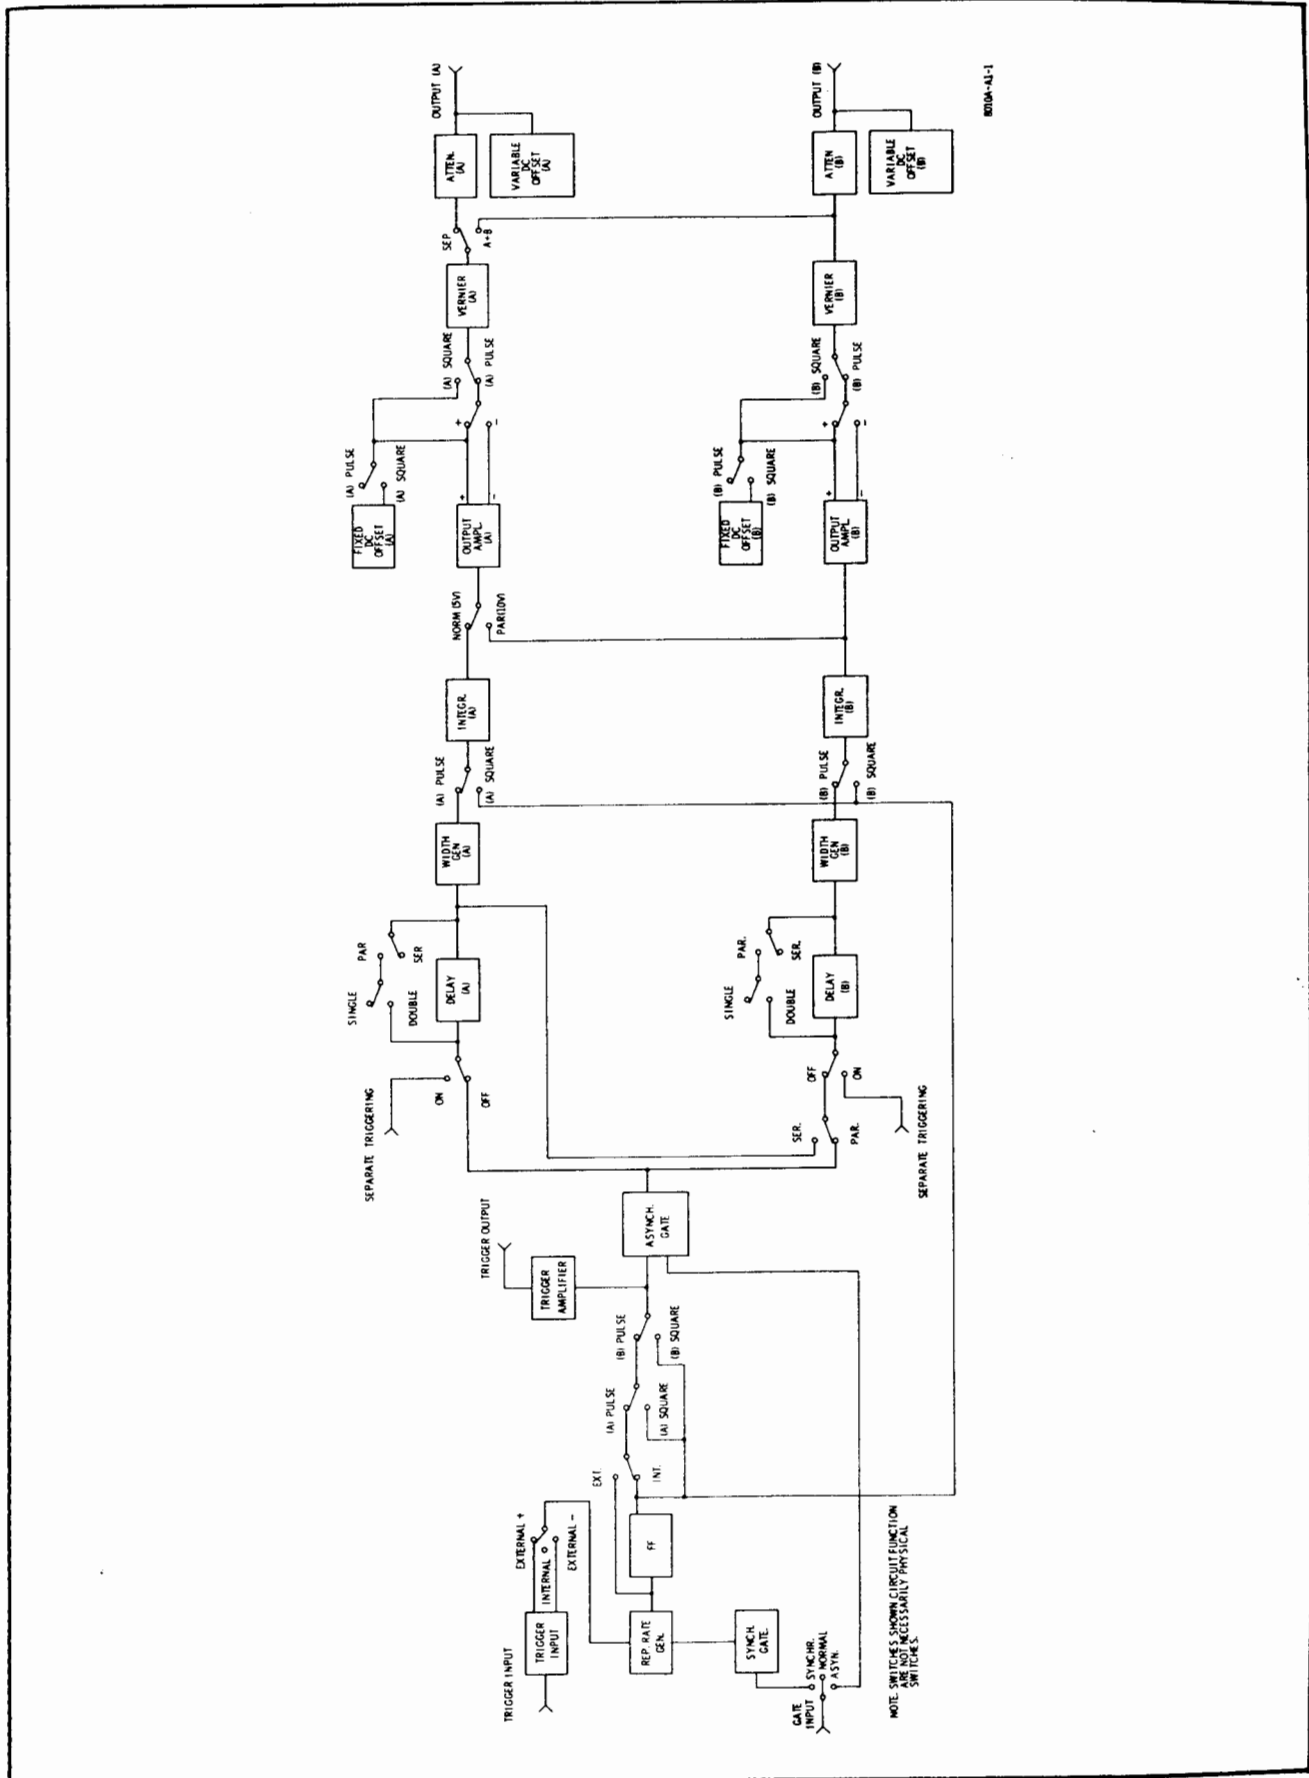 TRIGGER INPUT
TRIGGER
INPUT
EXTERNAL +
INTERNAL
EXTERNAL -
REP. RATE
GEN.
FF
SYNCH.
GATE.
GATE
INPUT
SYNCHR.
NORMAL
ASYN.
NOTE. SWITCHES SHOWN CIRCUIT FUNCTION
ARE NOT NECESSARILY PHYSICAL
SWITCHES.
EXT.
INT.
(A) PULSE
(A) SQUARE
(B) PULSE
(B) SQUARE
TRIGGER OUTPUT
TRIGGER
AMPLIFIER
ASYNCH.
GATE
SEPARATE TRIGGERING
ON
OFF
SINGLE
DOUBLE
PAR
SER
DELAY
(A)
WIDTH
GEN
(A)
(A) PULSE
(A) SQUARE
INTEGR.
(A)
NORM (5V)
PAR(10V)
OUTPUT
AMPL.
(A)
+
-
FIXED
DC
OFFSET
(A)
(A) PULSE
(A) SQUARE
+
-
(A) SQUARE
(A) PULSE
VERNIER
(A)
SEP
A+B
ATTEN.
(A)
VARIABLE
DC
OFFSET
(A)
OUTPUT (A)
SER.
PAR.
OFF
ON
SEPARATE TRIGGERING
SINGLE
DOUBLE
PAR.
SER.
DELAY
(B)
WIDTH
GEN
(B)
(B) PULSE
(B) SQUARE
INTEGR.
(B)
OUTPUT
AMPL.
(B)
+
-
FIXED
DC
OFFSET
(B)
(B) PULSE
(B) SQUARE
+
-
(B) SQUARE
(B) PULSE
VERNIER
(B)
ATTEN
(B)
VARIABLE
DC
OFFSET
(B)
OUTPUT (B)
8010A-A1-1